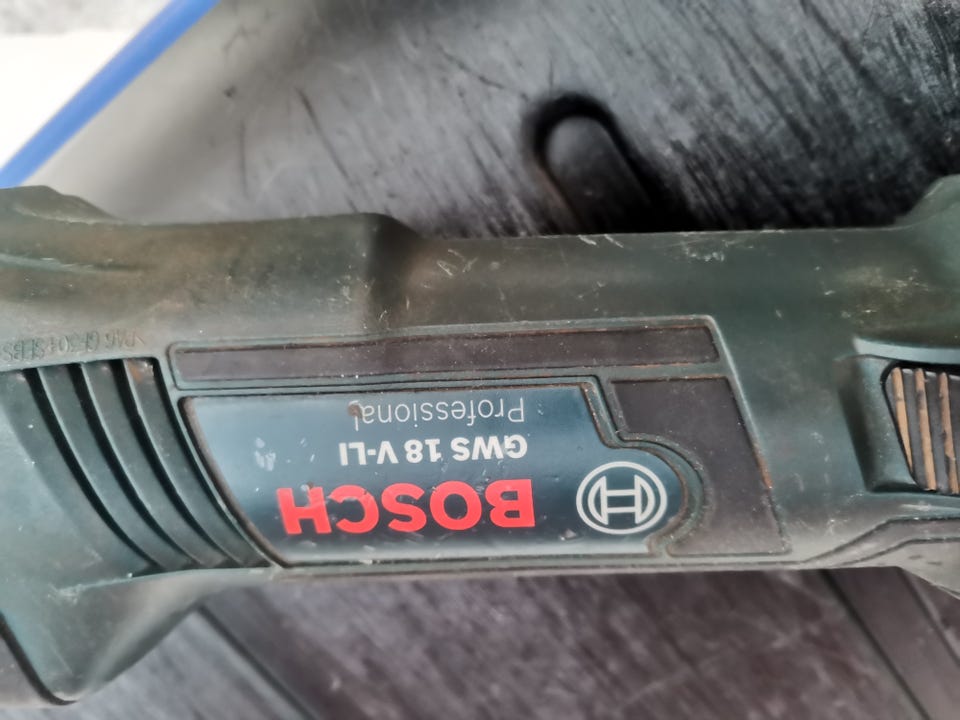 BOSCH
GWS 18 V-LI
Professional